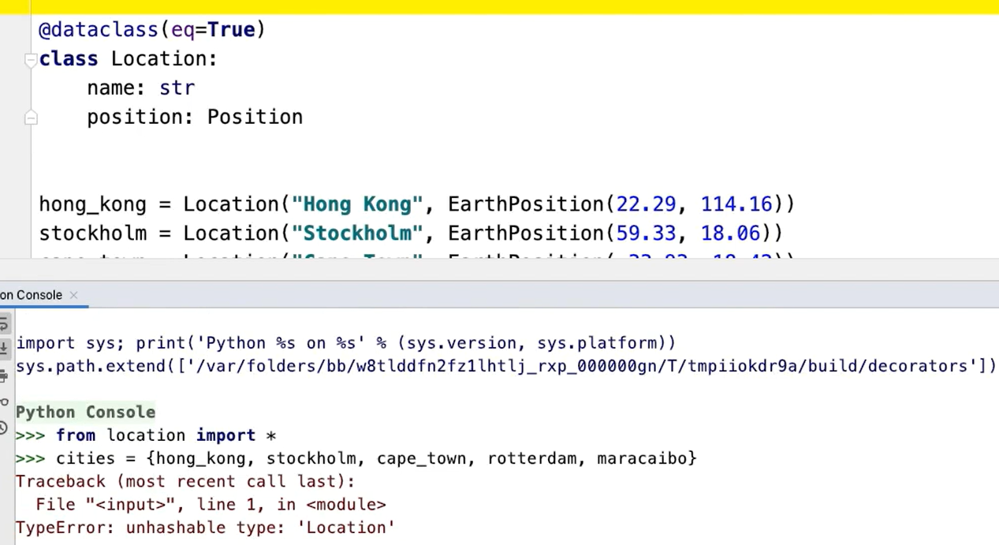 @dataclass(eq=True)
class Location:
    name: str
    position: Position
hong_kong = Location("Hong Kong", EarthPosition(22.29, 114.16))
stockholm = Location("Stockholm", EarthPosition(59.33, 18.06))
on Console
import sys; print('Python %s on %s' % (sys.version, sys.platform))
sys.path.extend(['/var/folders/bb/w8tlddfn2fz1lhtlj_rxp_000000gn/T/tmpiiokdr9a/build/decorators'])
Python Console
>>> from location import *
>>> cities = {hong_kong, stockholm, cape_town, rotterdam, maracaibo}
Traceback (most recent call last):
  File "<input>", line 1, in <module>
TypeError: unhashable type: 'Location'